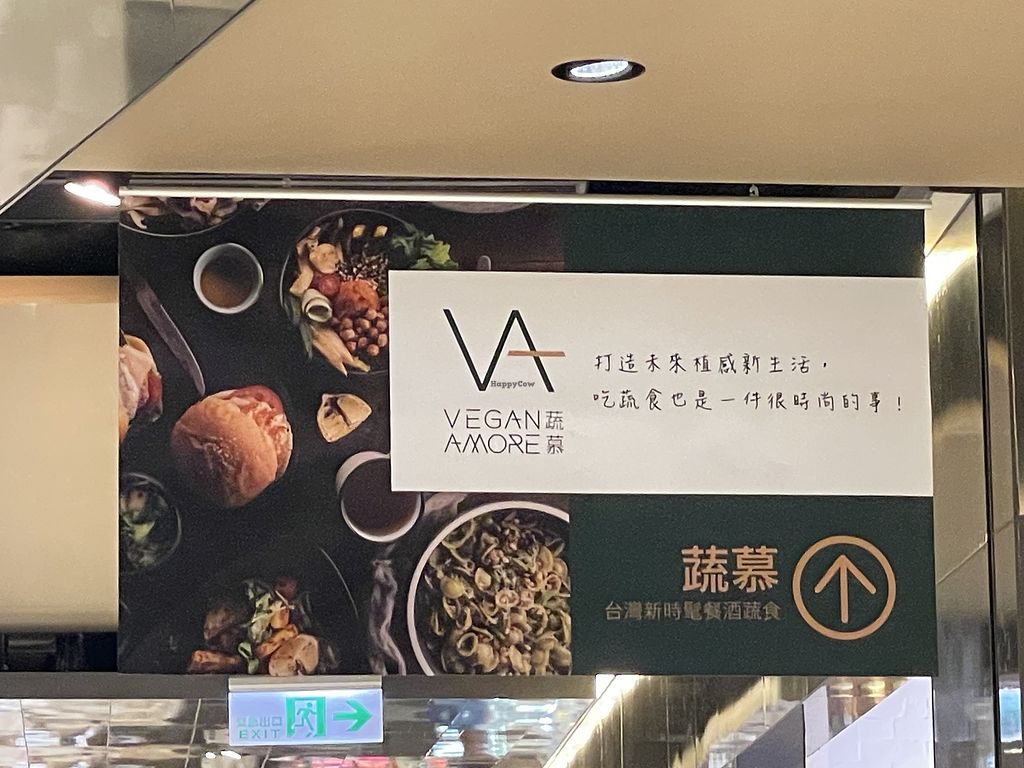 VA
HappyCow
VEGAN 蔬
AMORE 慕
打造未來植感新生活，
吃蔬食也是一件很時尚的事！
蔬慕
台灣新時髦餐酒蔬食
EXIT